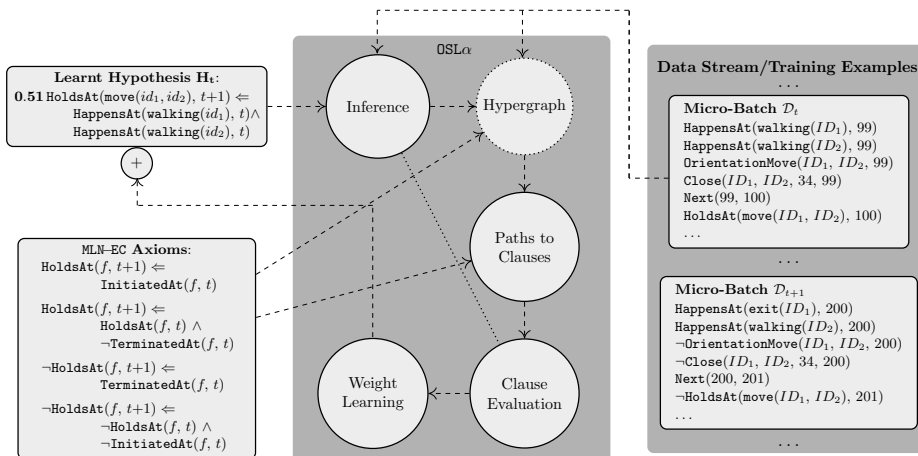 Learnt Hypothesis Hₜ:
0.51 HoldsAt(move(id₁, id₂), t+1) ⇐
HappensAt(walking(id₁), t)∧
HappensAt(walking(id₂), t)
+
MLN–EC Axioms:
HoldsAt(f, t+1) ⇐
InitiatedAt(f, t)
HoldsAt(f, t+1) ⇐
HoldsAt(f, t) ∧
¬TerminatedAt(f, t)
¬HoldsAt(f, t+1) ⇐
TerminatedAt(f, t)
¬HoldsAt(f, t+1) ⇐
¬HoldsAt(f, t) ∧
¬InitiatedAt(f, t)
OSLα
Inference
Hypergraph
Paths to
Clauses
Clause
Evaluation
Weight
Learning
Data Stream/Training Examples
. . .
Micro-Batch 𝒟ₜ
HappensAt(walking(ID₁), 99)
HappensAt(walking(ID₂), 99)
OrientationMove(ID₁, ID₂, 99)
Close(ID₁, ID₂, 34, 99)
Next(99, 100)
HoldsAt(move(ID₁, ID₂), 100)
. . .
. . .
Micro-Batch 𝒟ₜ₊₁
HappensAt(exit(ID₁), 200)
HappensAt(walking(ID₂), 200)
¬OrientationMove(ID₁, ID₂, 200)
¬Close(ID₁, ID₂, 34, 200)
Next(200, 201)
¬HoldsAt(move(ID₁, ID₂), 201)
. . .
. . .